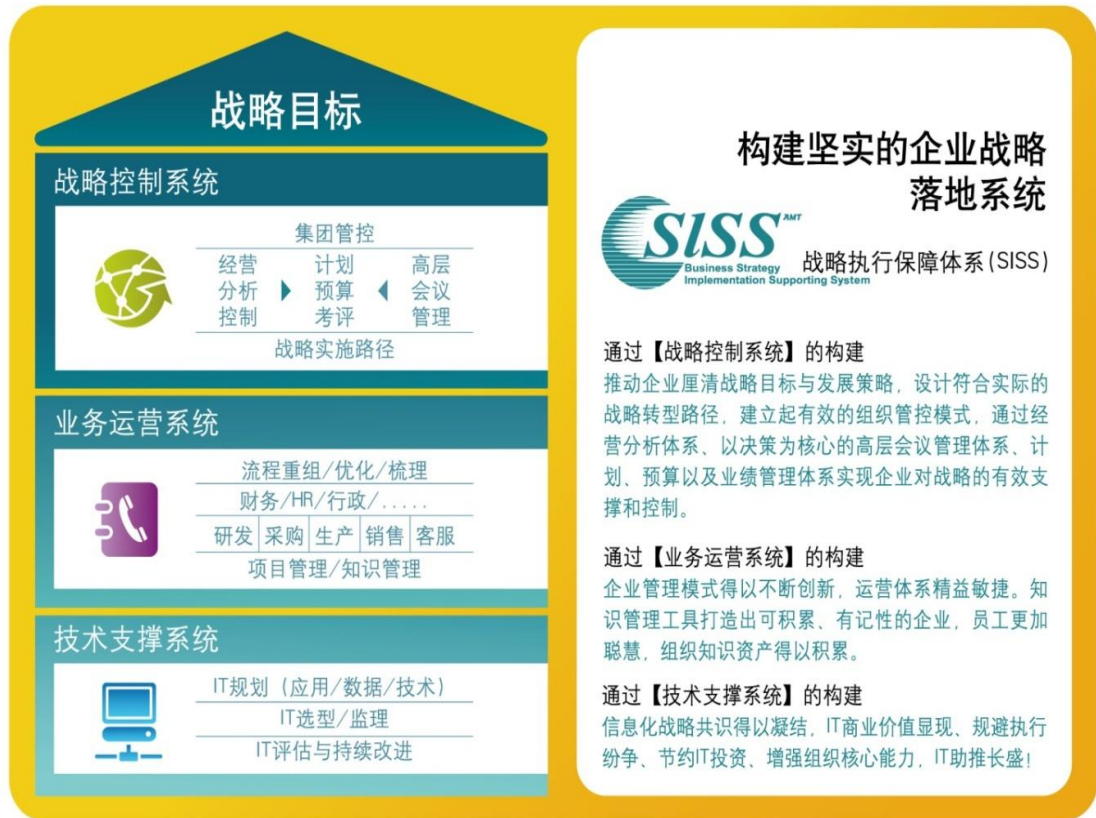 战略目标
战略控制系统
集团管控
经营 计划 高层
分析 预算 会议
控制 考评 管理
战略实施路径
业务运营系统
流程重组/优化/梳理
财务/HR/行政/.....
研发 采购 生产 销售 客服
项目管理/知识管理
技术支撑系统
IT规划（应用/数据/技术）
IT选型/监理
IT评估与持续改进
构建坚实的企业战略
落地系统
SISS AMT
Business Strategy
Implementation Supporting System
战略执行保障体系(SISS)
通过【战略控制系统】的构建
推动企业厘清战略目标与发展策略，设计符合实际的
战略转型路径，建立起有效的组织管控模式，通过经
营分析体系、以决策为核心的高层会议管理体系、计
划、预算以及业绩管理体系实现企业对战略的有效支
撑和控制。
通过【业务运营系统】的构建
企业管理模式得以不断创新，运营体系精益敏捷。知
识管理工具打造出可积累、有记性的企业，员工更加
聪慧，组织知识资产得以积累。
通过【技术支撑系统】的构建
信息化战略共识得以凝结，IT商业价值显现、规避执行
纷争、节约IT投资、增强组织核心能力，IT助推长盛！